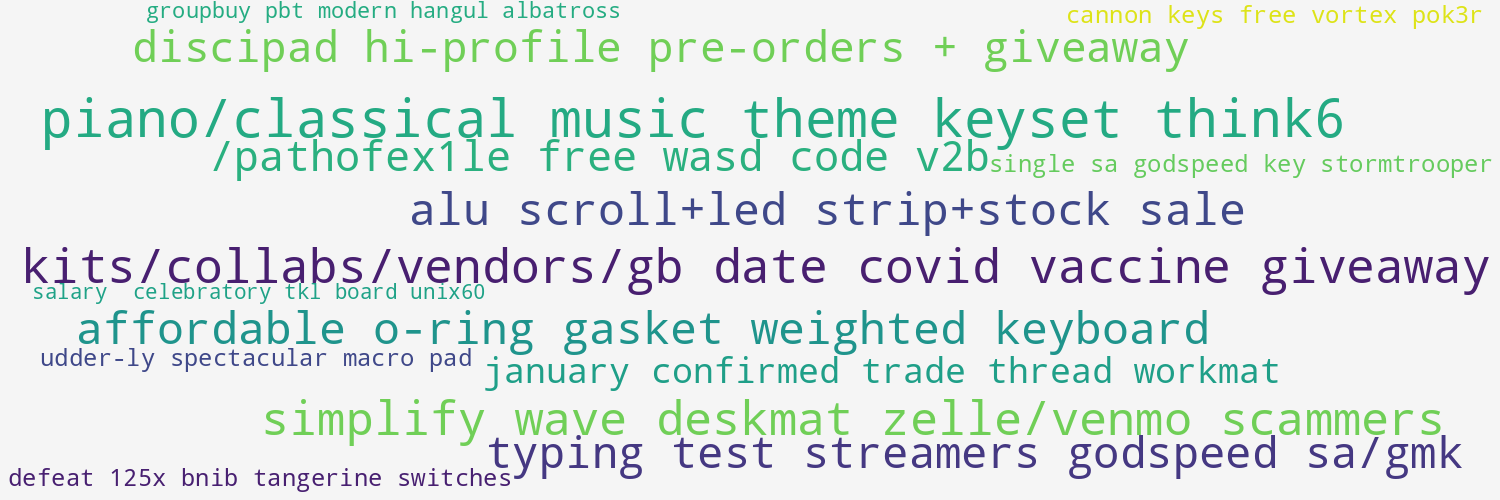 groupbuy pbt modern hangul albatross
cannon keys free vortex pok3r
discipad hi-profile pre-orders + giveaway
piano/classical music theme keyset think6
/pathofex1le free wasd code v2b
single sa godspeed key stormtrooper
alu scroll+led strip+stock sale
kits/collabs/vendors/gb date covid vaccine giveaway
salary  celebratory tkl board unix60
affordable o-ring gasket weighted keyboard
udder-ly spectacular macro pad
january confirmed trade thread workmat
simplify wave deskmat zelle/venmo scammers
typing test streamers godspeed sa/gmk
defeat 125x bnib tangerine switches